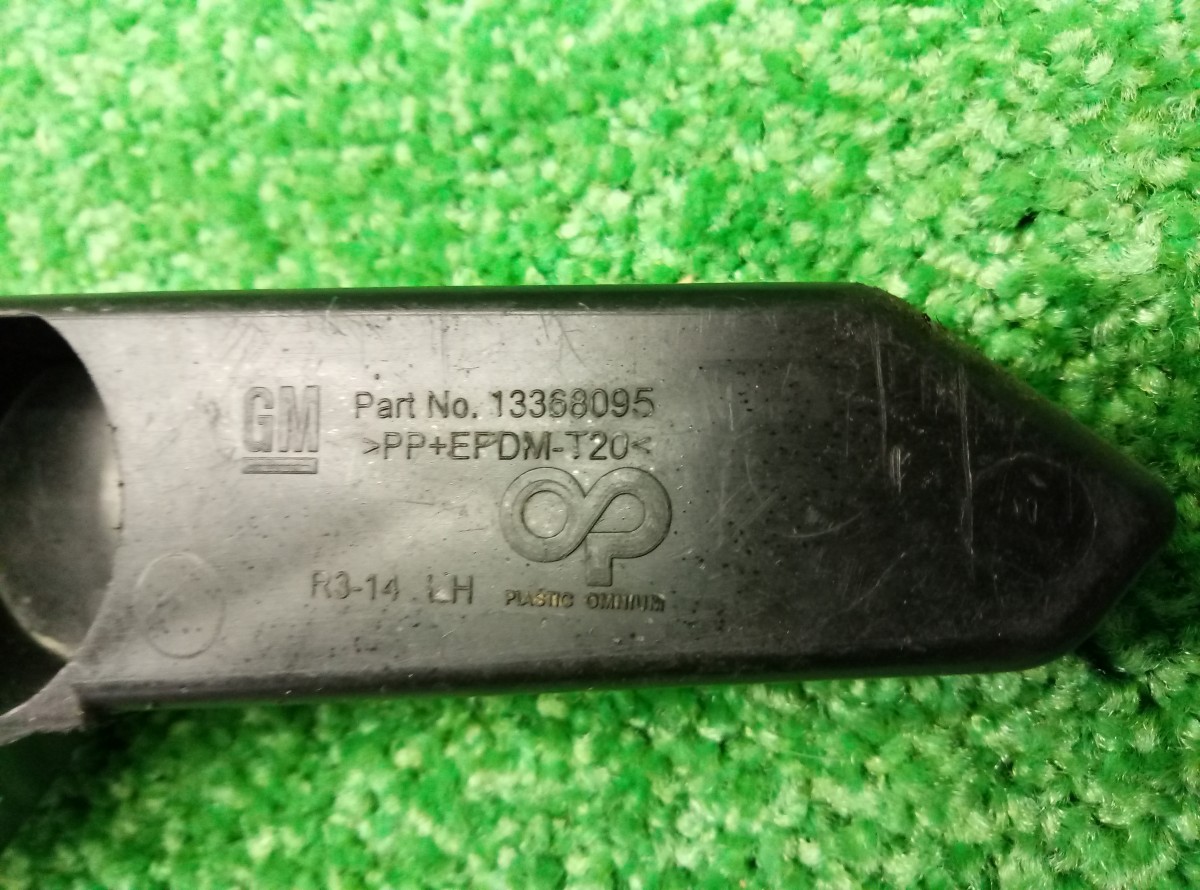 GM
Part No. 13368095
>PP+EPDM-T20<
R3-14 LH
PLASTIC OMNIUM